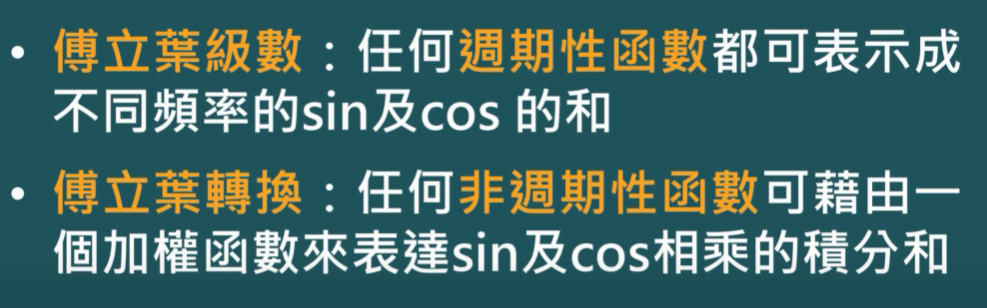 • 傅立葉級數：任何週期性函數都可表示成
不同頻率的sin及cos 的和
• 傅立葉轉換：任何非週期性函數可藉由一
個加權函數來表達sin及cos相乘的積分和